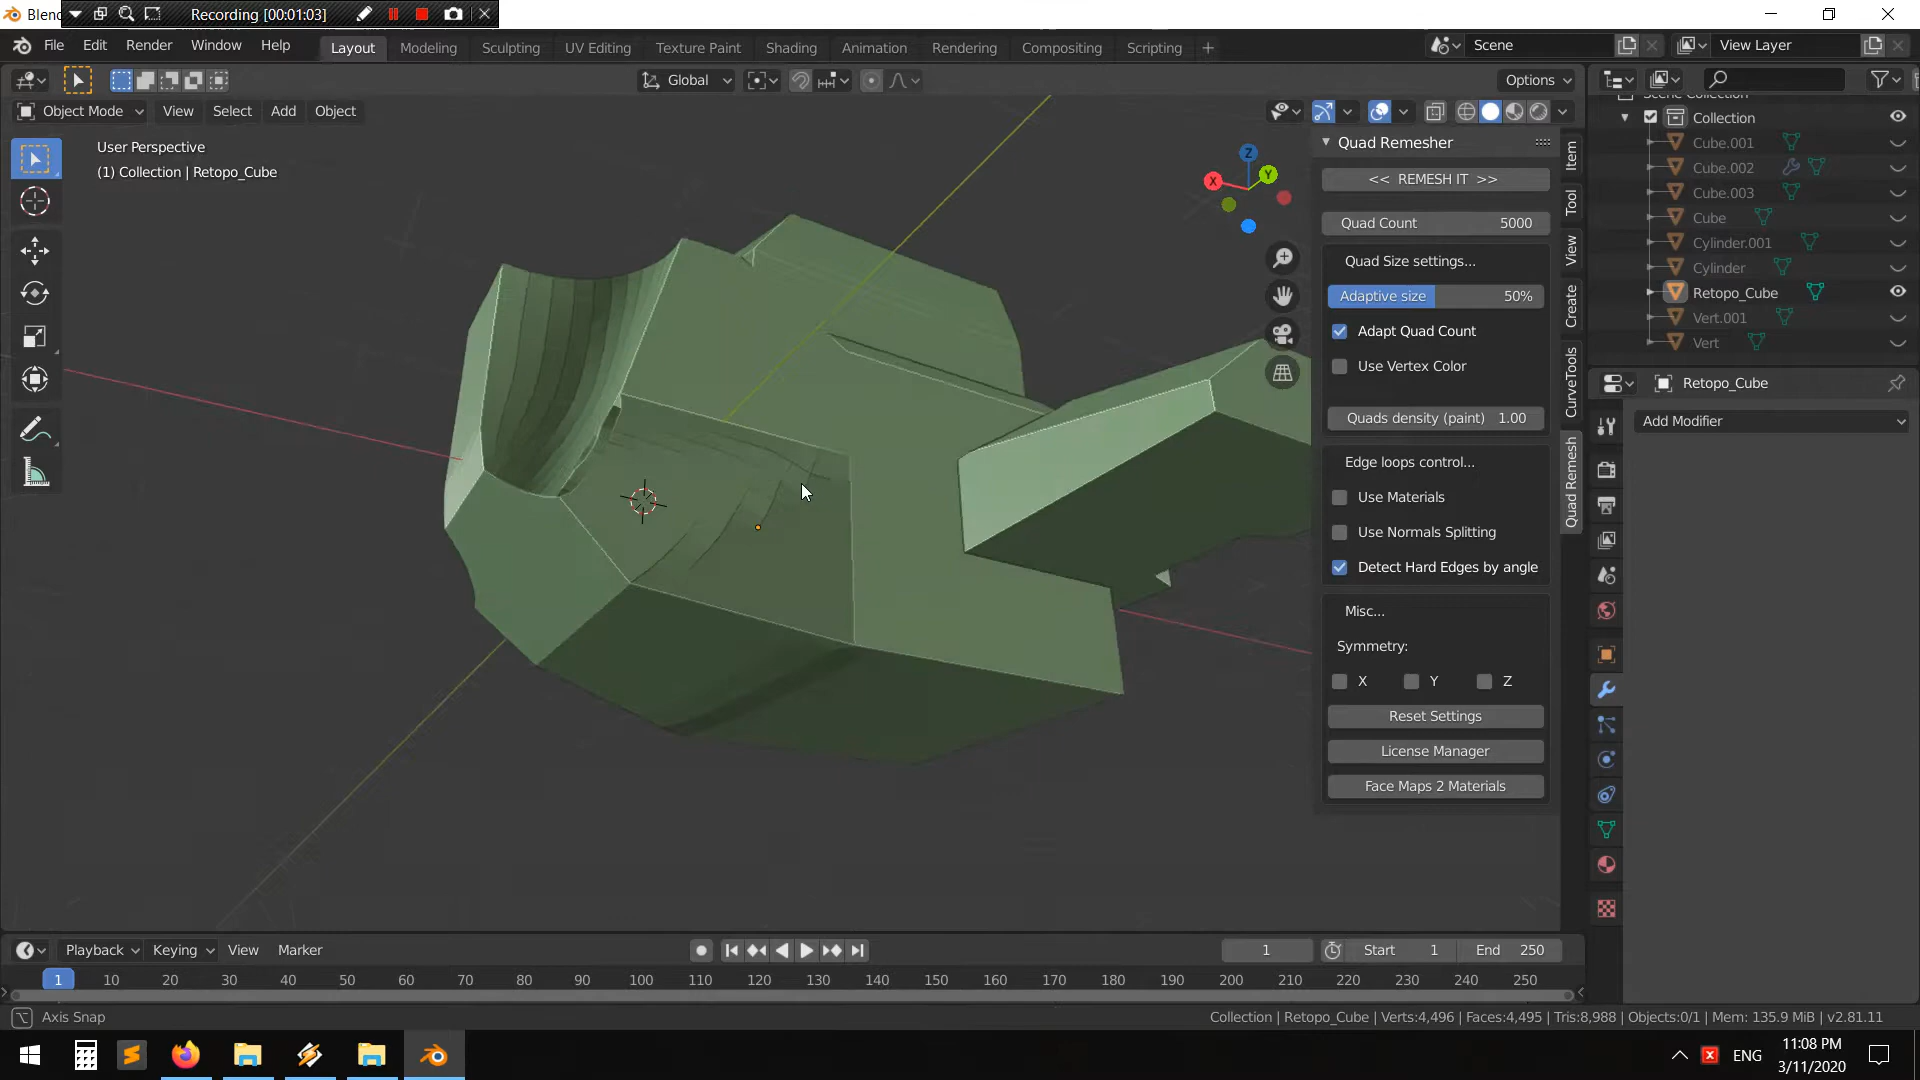 Blen
Recording [00:01:03]
File Edit Render Window Help
Layout Modeling Sculpting UV Editing Texture Paint Shading Animation Rendering Compositing Scripting +
Scene
View Layer
Global
Options
Object Mode View Select Add Object
User Perspective
(1) Collection | Retopo_Cube
X Y Z
Quad Remesher
<< REMESH IT >>
Quad Count 5000
Quad Size settings...
Adaptive size 50%
Adapt Quad Count
Use Vertex Color
Quads density (paint) 1.00
Edge loops control...
Use Materials
Use Normals Splitting
Detect Hard Edges by angle
Misc...
Symmetry:
X Y Z
Reset Settings
License Manager
Face Maps 2 Materials
Item
Tool
View
Create
CurveTools
Quad Remesh
Scene Collection
Collection
Cube.001
Cube.002
Cube.003
Cube
Cylinder.001
Cylinder
Retopo_Cube
Vert.001
Vert
Retopo_Cube
Add Modifier
Playback Keying View Marker
1
Start 1
End 250
1 10 20 30 40 50 60 70 80 90 100 110 120 130 140 150 160 170 180 190 200 210 220 230 240 250
Axis Snap
Collection | Retopo_Cube | Verts:4,496 | Faces:4,495 | Tris:8,988 | Objects:0/1 | Mem: 135.9 MiB | v2.81.11
ENG
11:08 PM
3/11/2020